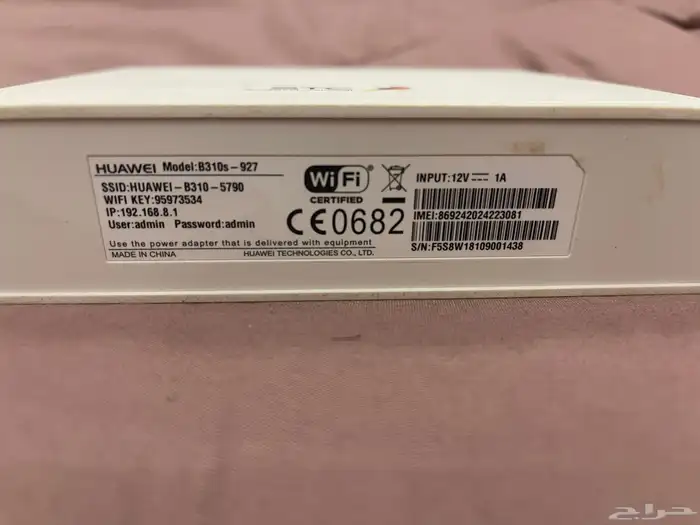 HUAWEI Model:B310s-927
SSID:HUAWEI-B310-5790
WIFI KEY:95973534
IP:192.168.8.1
User:admin Password:admin
Use the power adapter that is delivered with equipment
MADE IN CHINA HUAWEI TECHNOLOGIES CO., LTD.
WiFi
CERTIFIED
CE0682
INPUT:12V 1A
IMEI:869242024223081
S/N:F5S8W18109001438
حراج